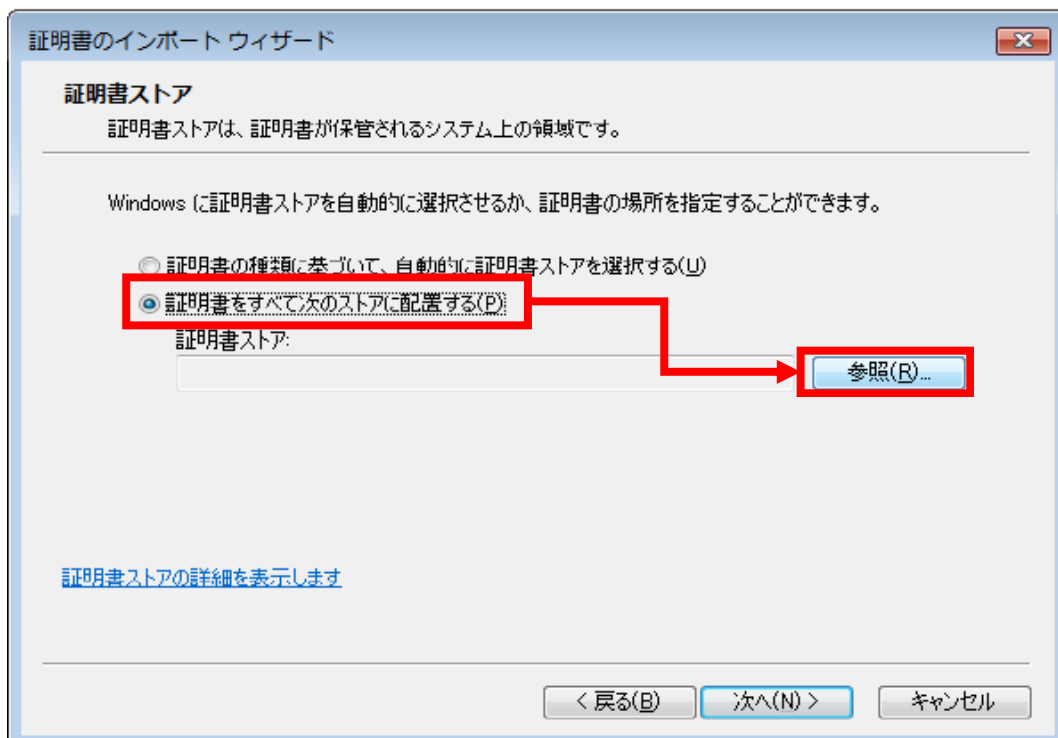 証明書のインポート ウィザード
証明書ストア
証明書ストアは、証明書が保管されるシステム上の領域です。
Windows に証明書ストアを自動的に選択させるか、証明書の場所を指定することができます。
証明書の種類に基づいて、自動的に証明書ストアを選択する(U)
証明書をすべて次のストアに配置する(P)
証明書ストア:
参照(R)...
証明書ストアの詳細を表示します
< 戻る(B)
次へ(N) >
キャンセル